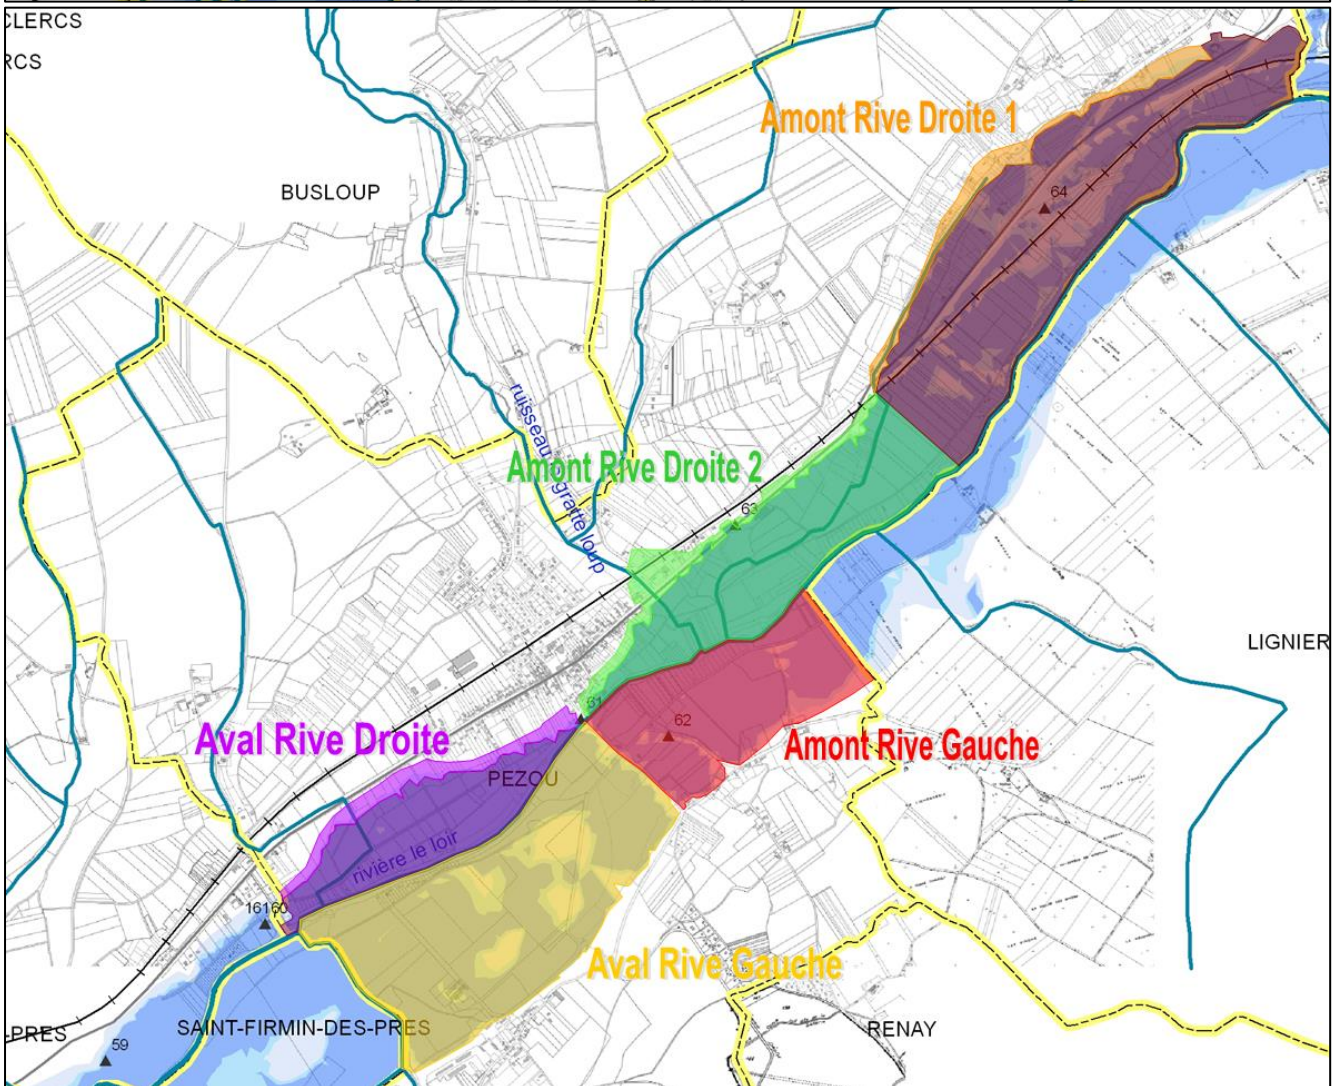 CLERCS
RCS
Amont Rive Droite 1
BUSLOUP
64
ruisseau gratte loup
Amont Rive Droite 2
63
LIGNIER
61
62
Aval Rive Droite
Amont Rive Gauche
PEZOU
rivière le loir
16160
Aval Rive Gauche
SAINT-FIRMIN-DES-PRES
-PRES
RENAY
59